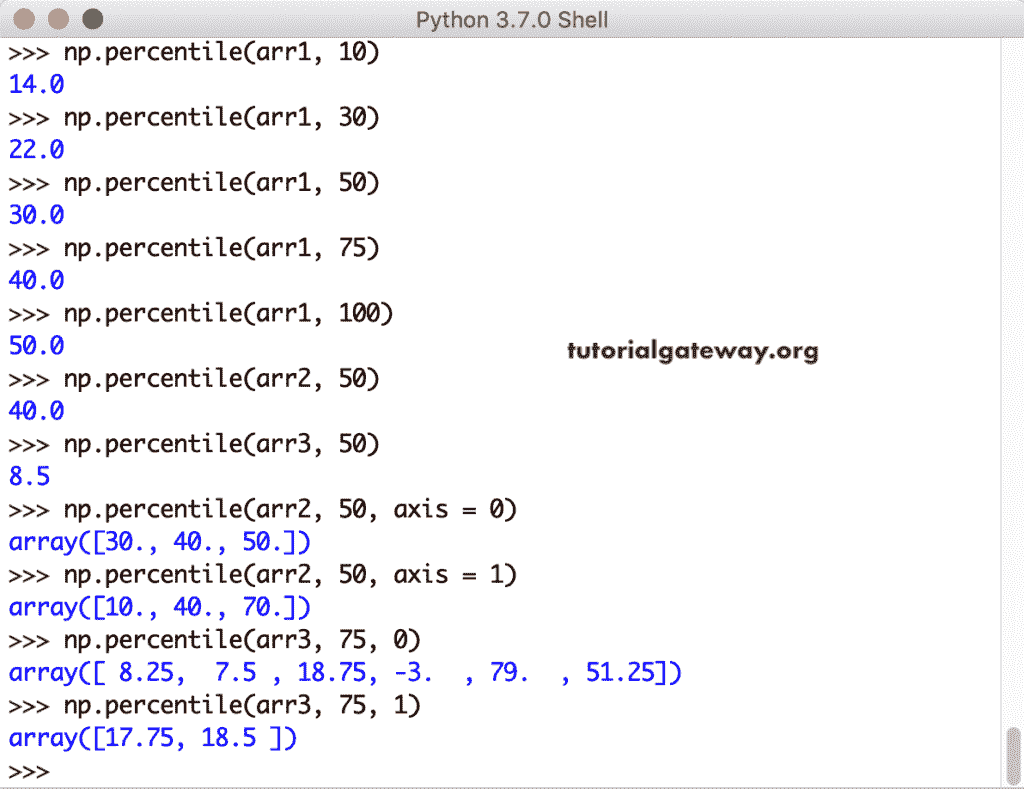 Python 3.7.0 Shell
>>> np.percentile(arr1, 10)
14.0
>>> np.percentile(arr1, 30)
22.0
>>> np.percentile(arr1, 50)
30.0
>>> np.percentile(arr1, 75)
40.0
>>> np.percentile(arr1, 100)
50.0
tutorialgateway.org
>>> np.percentile(arr2, 50)
40.0
>>> np.percentile(arr3, 50)
8.5
>>> np.percentile(arr2, 50, axis = 0)
array([30., 40., 50.])
>>> np.percentile(arr2, 50, axis = 1)
array([10., 40., 70.])
>>> np.percentile(arr3, 75, 0)
array([ 8.25,  7.5 , 18.75, -3.  , 79.  , 51.25])
>>> np.percentile(arr3, 75, 1)
array([17.75, 18.5 ])
>>>